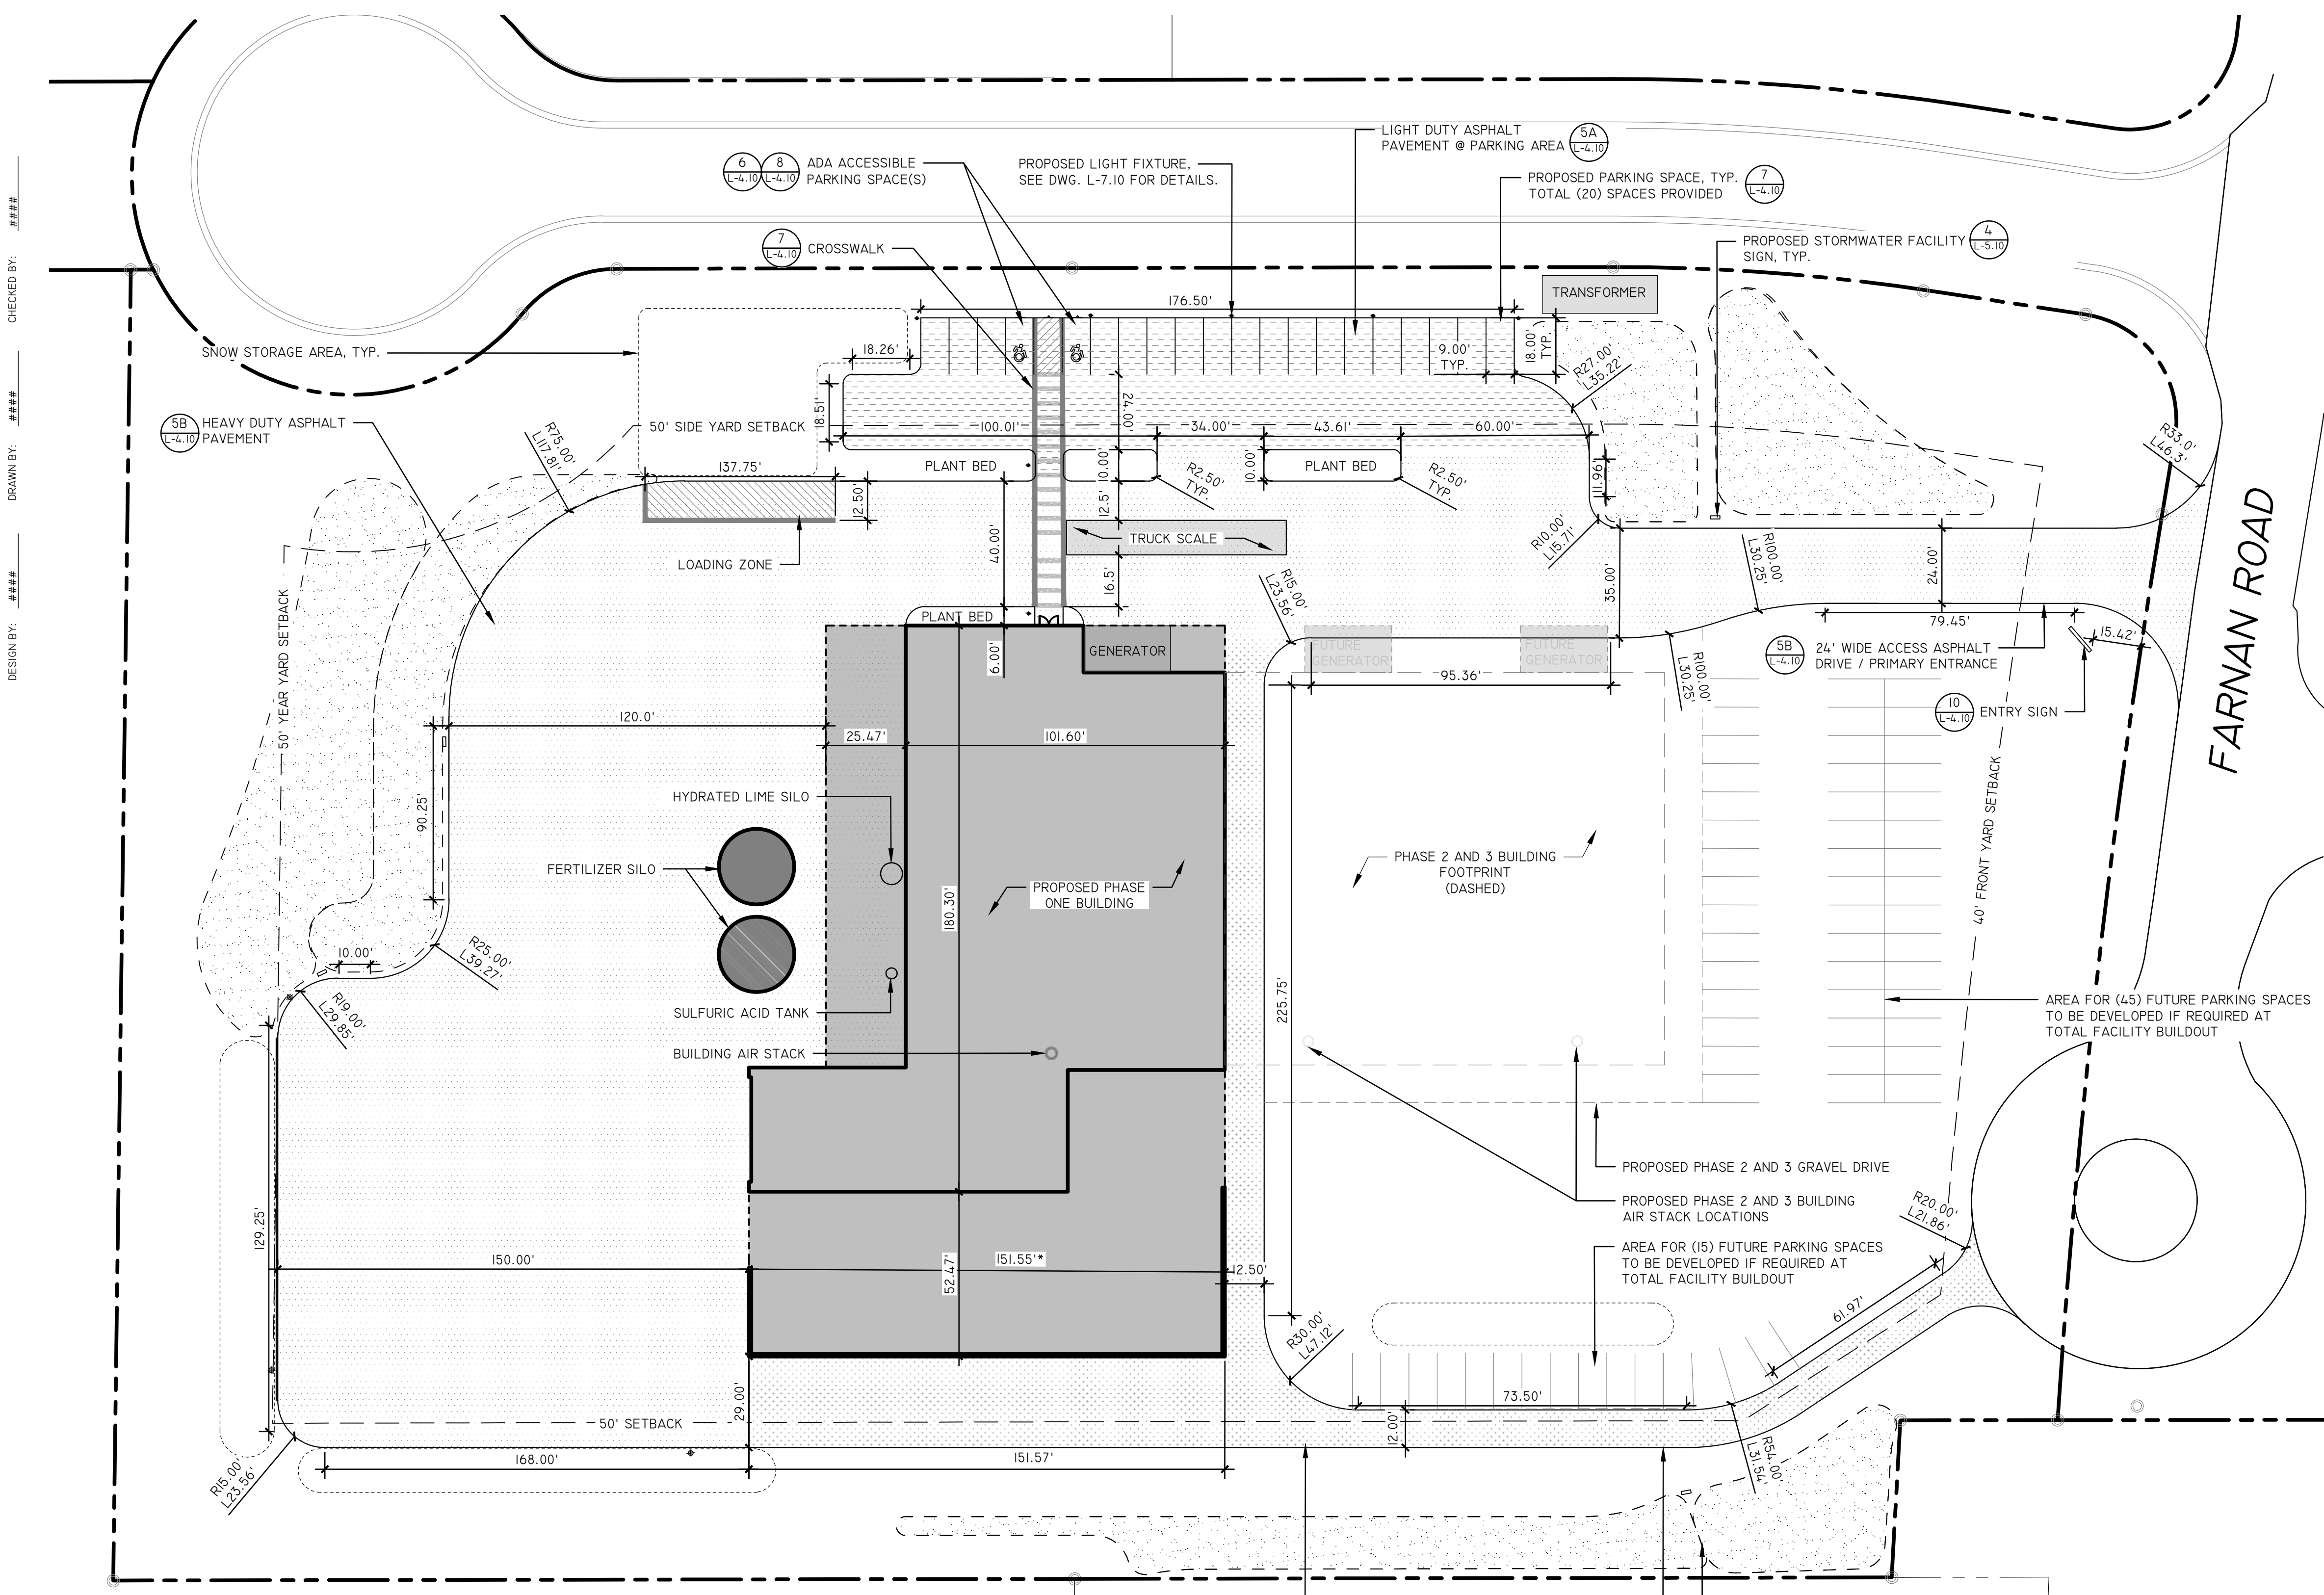 CHECKED BY: ####
DRAWN BY: ####
DESIGN BY: ####
LIGHT DUTY ASPHALT
PAVEMENT @ PARKING AREA
5A
L-4.10
6
L-4.10
8
L-4.10
ADA ACCESSIBLE
PARKING SPACE(S)
PROPOSED LIGHT FIXTURE,
SEE DWG. L-7.10 FOR DETAILS.
PROPOSED PARKING SPACE, TYP.
TOTAL (20) SPACES PROVIDED
7
L-4.10
7
L-4.10
CROSSWALK
PROPOSED STORMWATER FACILITY
SIGN, TYP.
4
L-5.10
TRANSFORMER
176.50'
SNOW STORAGE AREA, TYP.
18.26'
9.00'
TYP.
18.00'
TYP.
R27.00'
L35.22'
18.51'
24.00'
5B
L-4.10
HEAVY DUTY ASPHALT
PAVEMENT
R75.00'
L117.81'
50' SIDE YARD SETBACK
100.01'
34.00'
43.61'
60.00'
R33.0'
L46.3'
137.75'
PLANT BED
10.00'
R2.50'
TYP.
10.00'
PLANT BED
R2.50'
TYP.
11.96'
12.50'
12.5'
TRUCK SCALE
LOADING ZONE
40.00'
16.5'
R10.00'
L15.71'
35.00'
R100.00'
L30.25'
24.00'
FARNAN ROAD
R15.00'
L23.56'
PLANT BED
6.00'
GENERATOR
FUTURE
GENERATOR
FUTURE
GENERATOR
79.45'
15.42'
5B
L-4.10
24' WIDE ACCESS ASPHALT
DRIVE / PRIMARY ENTRANCE
95.36'
R100.00'
L30.25'
10
L-4.10
ENTRY SIGN
50' YEAR YARD SETBACK
120.0'
25.47'
101.60'
90.25'
HYDRATED LIME SILO
FERTILIZER SILO
PROPOSED PHASE
ONE BUILDING
180.30'
PHASE 2 AND 3 BUILDING
FOOTPRINT
(DASHED)
40' FRONT YARD SETBACK
10.00'
R25.00'
L39.27'
R19.00'
L29.85'
SULFURIC ACID TANK
BUILDING AIR STACK
225.75'
AREA FOR (45) FUTURE PARKING SPACES
TO BE DEVELOPED IF REQUIRED AT
TOTAL FACILITY BUILDOUT
PROPOSED PHASE 2 AND 3 GRAVEL DRIVE
PROPOSED PHASE 2 AND 3 BUILDING
AIR STACK LOCATIONS
R20.00'
L21.86'
129.25'
150.00'
151.55'*
52.47'
12.50'
AREA FOR (15) FUTURE PARKING SPACES
TO BE DEVELOPED IF REQUIRED AT
TOTAL FACILITY BUILDOUT
61.97'
R30.00'
L47.12'
29.00'
73.50'
12.00'
50' SETBACK
168.00'
151.57'
R15.00'
L23.56'
R54.00'
L31.54'